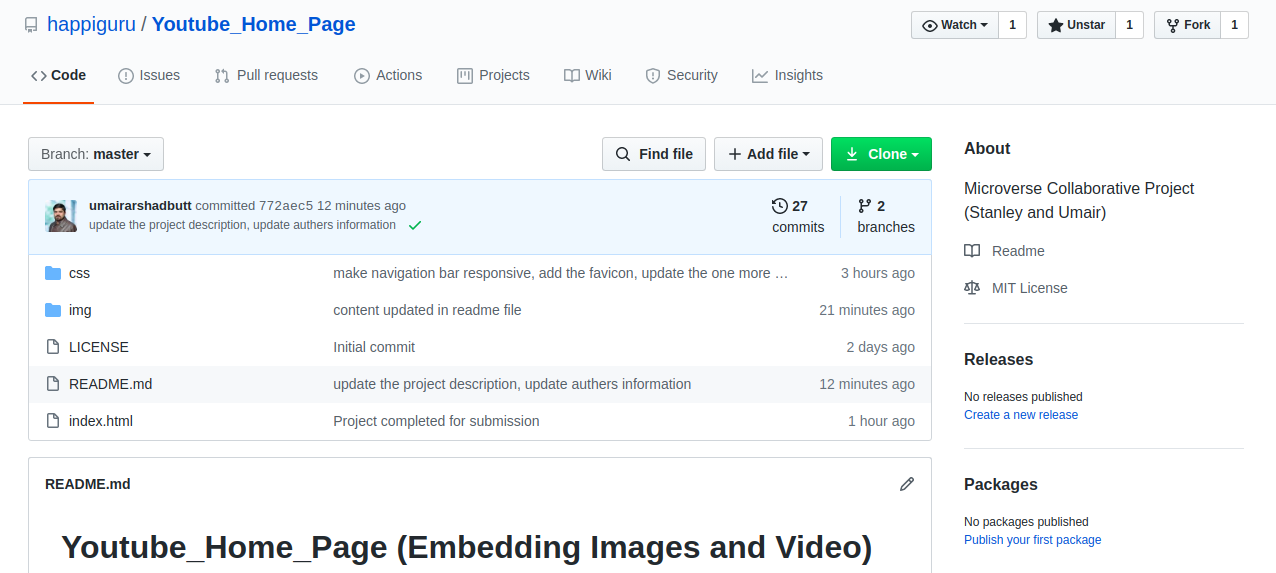 happiguru / Youtube_Home_Page
Watch 1 Unstar 1 Fork 1
Code Issues Pull requests Actions Projects Wiki Security Insights
Branch: master Find file Add file Clone
umairarshadbutt committed 772aec5 12 minutes ago
update the project description, update authers information
27 commits
2 branches
css make navigation bar responsive, add the favicon, update the one more … 3 hours ago
img content updated in readme file 21 minutes ago
LICENSE Initial commit 2 days ago
README.md update the project description, update authers information 12 minutes ago
index.html Project completed for submission 1 hour ago
README.md
Youtube_Home_Page (Embedding Images and Video)
About
Microverse Collaborative Project
(Stanley and Umair)
Readme
MIT License
Releases
No releases published
Create a new release
Packages
No packages published
Publish your first package